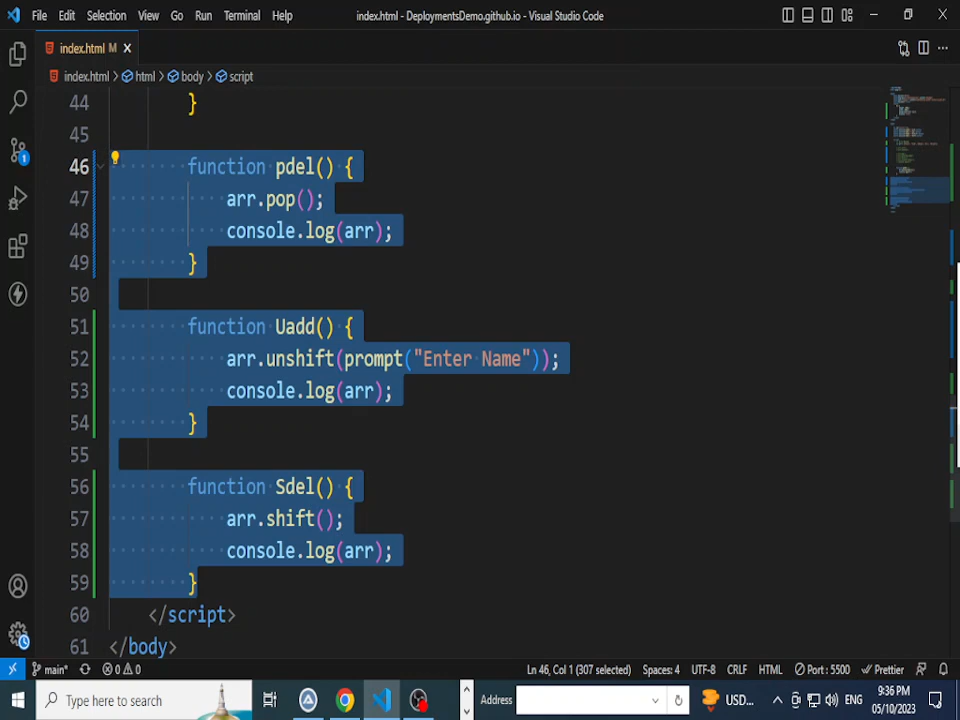 File Edit Selection View Go Run Terminal Help index.html - DeploymentsDemo.github.io - Visual Studio Code
index.html M
index.html > html > body > script
44 }
45
46 function pdel() {
47 arr.pop();
48 console.log(arr);
49 }
50
51 function Uadd() {
52 arr.unshift(prompt("Enter Name"));
53 console.log(arr);
54 }
55
56 function Sdel() {
57 arr.shift();
58 console.log(arr);
59 }
60 </script>
61 </body>
1
main* 0 0 Ln 46, Col 1 (307 selected) Spaces: 4 UTF-8 CRLF HTML Port : 5500 Prettier
Type here to search Address USD... ENG 9:36 PM
05/10/2023